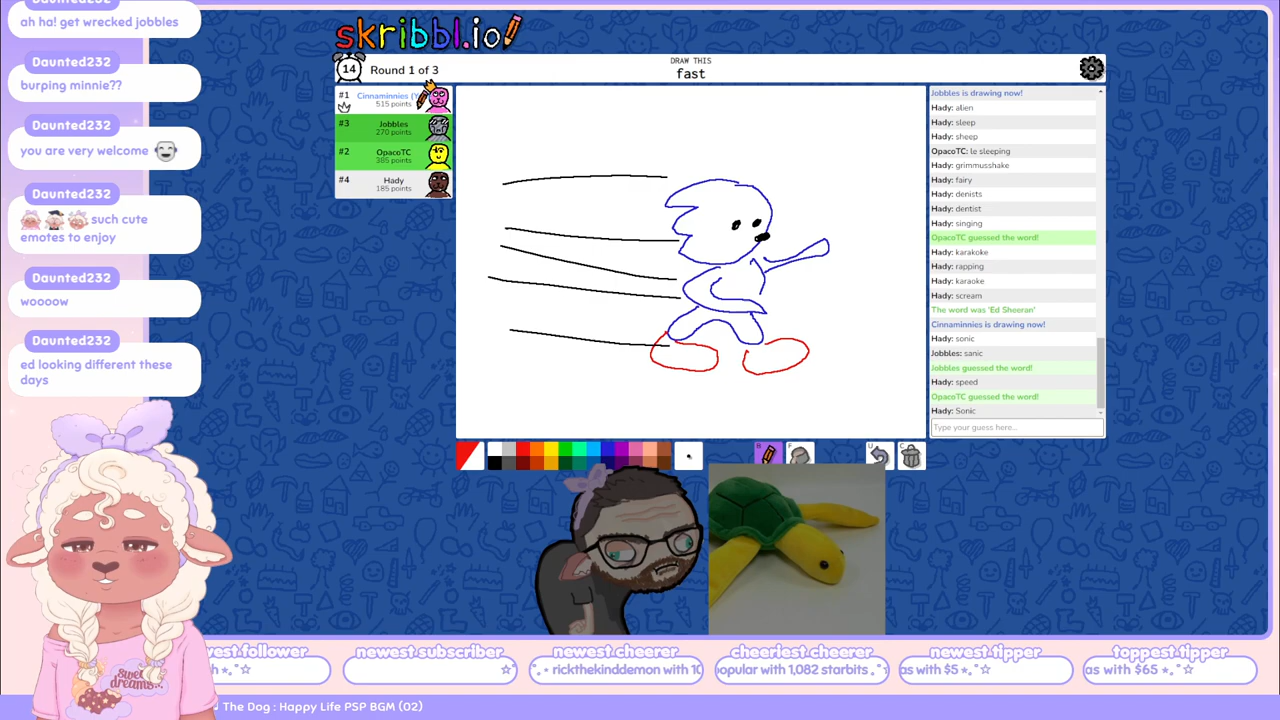 Daunted232
ah ha! get wrecked jobbles
Daunted232
burping minnie??
Daunted232
you are very welcome
Daunted232
such cute
emotes to enjoy
Daunted232
woooow
Daunted232
ed looking different these
days
skribbl.io
14
Round 1 of 3
DRAW THIS
fast
#1
Cinnaminnies (Y
515 points
#3
Jobbles
270 points
#2
OpacoTC
385 points
#4
Hady
185 points
Jobbles is drawing now!
Hady: alien
Hady: sleep
Hady: sheep
OpacoTC: le sleeping
Hady: grimmusshake
Hady: fairy
Hady: denists
Hady: dentist
Hady: singing
OpacoTC guessed the word!
Hady: karakoke
Hady: rapping
Hady: karaoke
Hady: scream
The word was 'Ed Sheeran'
Cinnaminnies is drawing now!
Hady: sonic
Jobbles: sanic
Jobbles guessed the word!
Hady: speed
OpacoTC guessed the word!
Hady: Sonic
Type your guess here...
B
F
U
C
sweet
dreams
west follower
newest subscriber
newest cheerer
rickthekinddemon with 10
cheeriest cheerer
popular with 1,082 starbits
newest tipper
as with $5
toppest tipper
as with $65
The Dog : Happy Life PSP BGM (02)